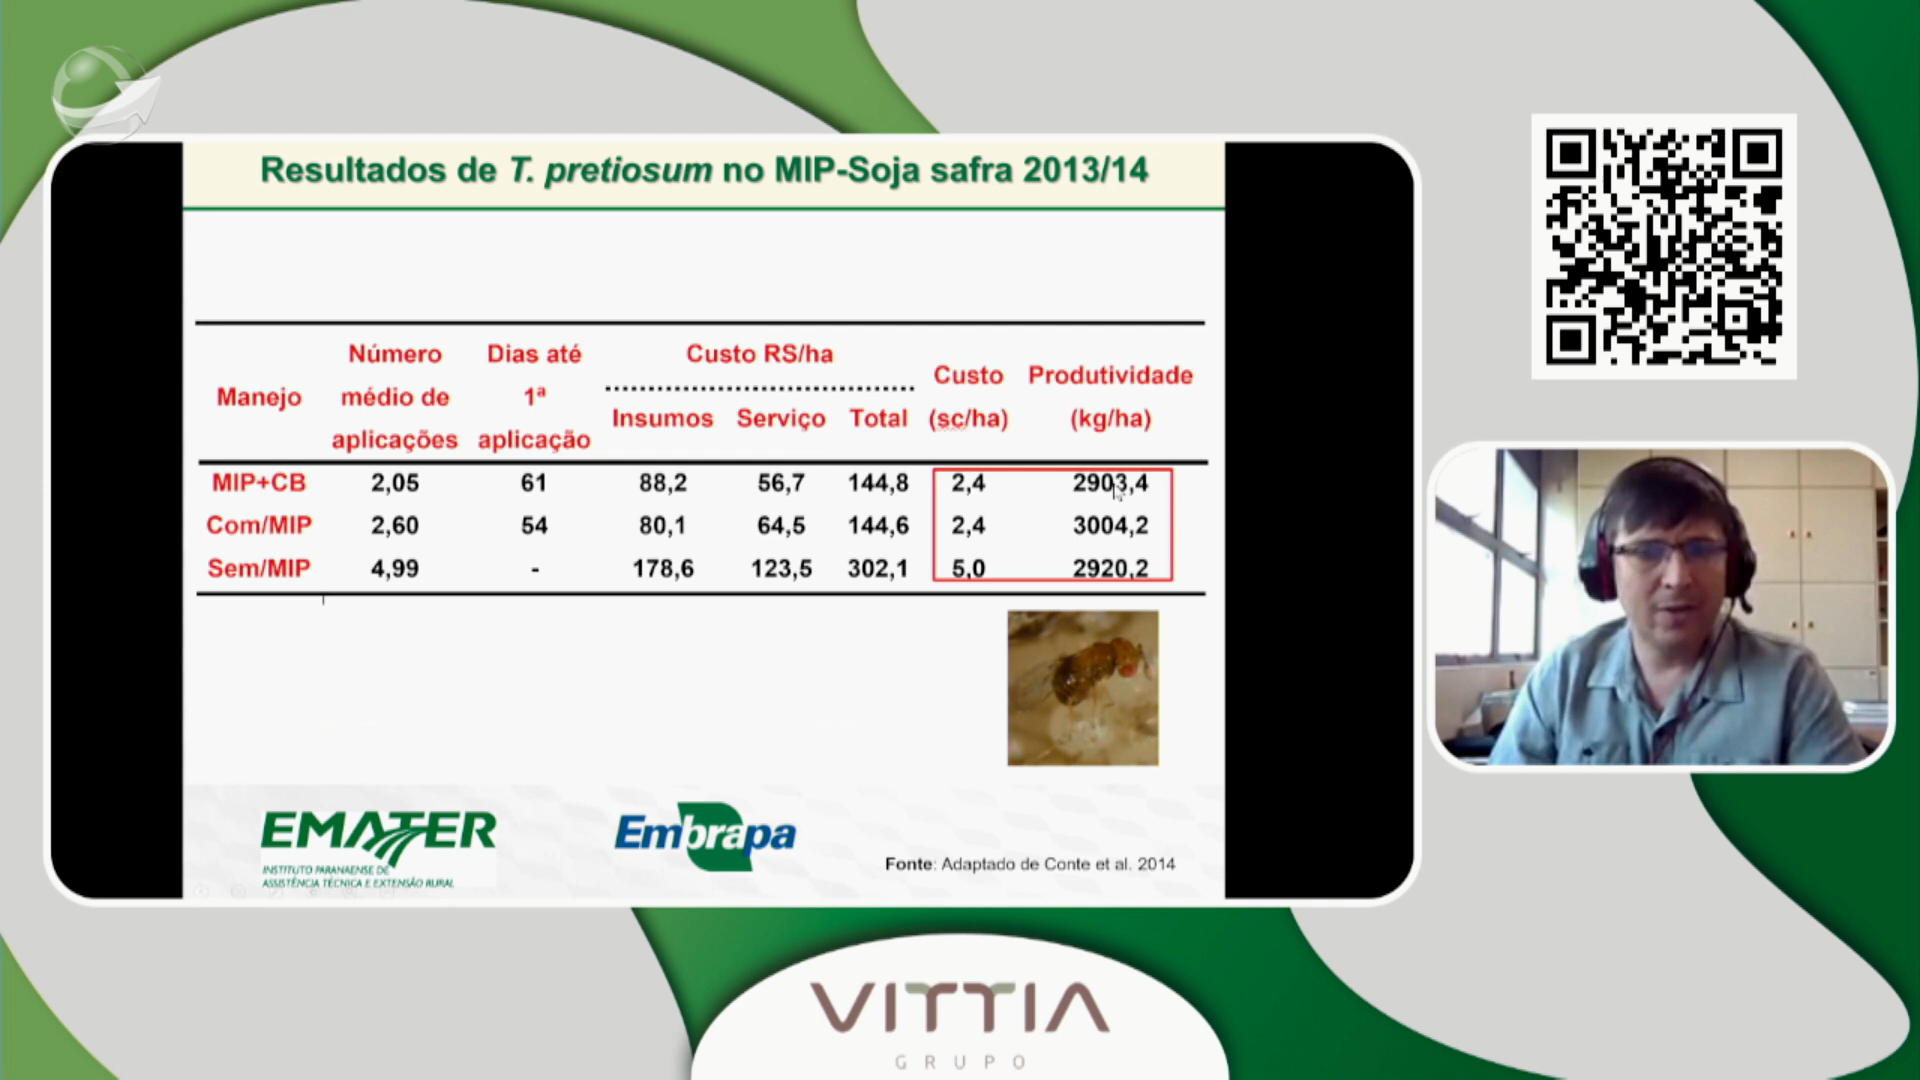 Resultados de T. pretiosum no MIP-Soja safra 2013/14
Manejo
Número médio de aplicações
Dias até 1ª aplicação
Custo RS/ha
Insumos Serviço Total
Custo (sc/ha)
Produtividade (kg/ha)
MIP+CB 2,05 61 88,2 56,7 144,8 2,4 2903,4
Com/MIP 2,60 54 80,1 64,5 144,6 2,4 3004,2
Sem/MIP 4,99 - 178,6 123,5 302,1 5,0 2920,2
EMATER
INSTITUTO PARANAENSE DE
ASSISTÊNCIA TÉCNICA E EXTENSÃO RURAL
Embrapa
Fonte: Adaptado de Conte et al. 2014
VITTIA
GRUPO